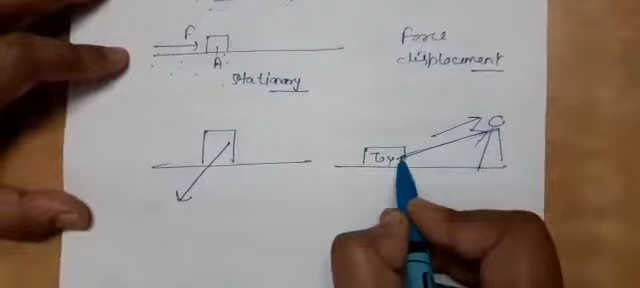 F
A
Stationary
Force
displacement
Toy